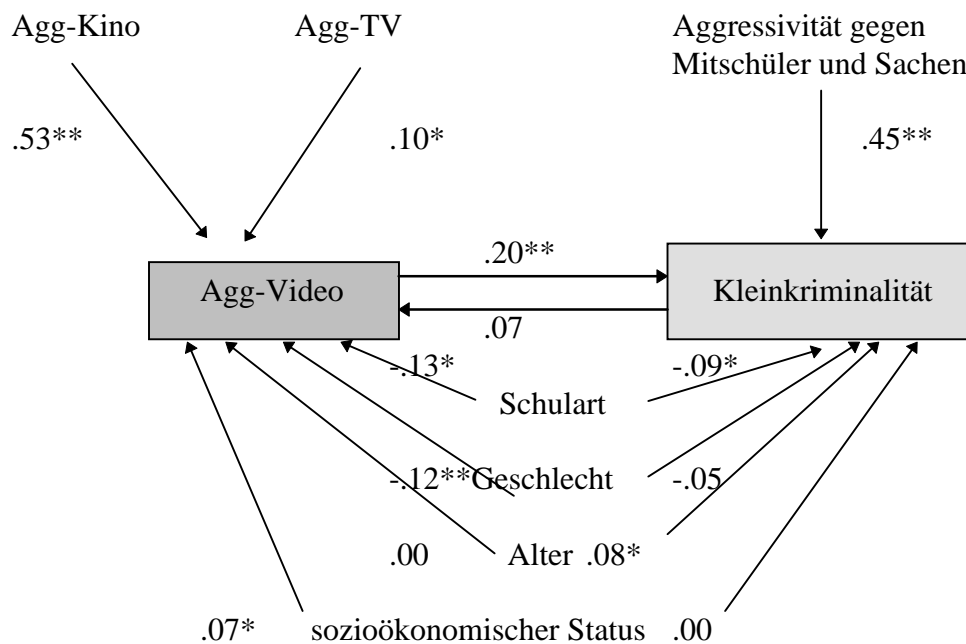 Agg-Kino Agg-TV Aggressivität gegen
Mitschüler und Sachen
.53** .10* .45**
.20**
Agg-Video Kleinkriminalität
.07
-.13* -.09*
Schulart
-.12** Geschlecht -.05
.00 Alter .08*
.07* sozioökonomischer Status .00